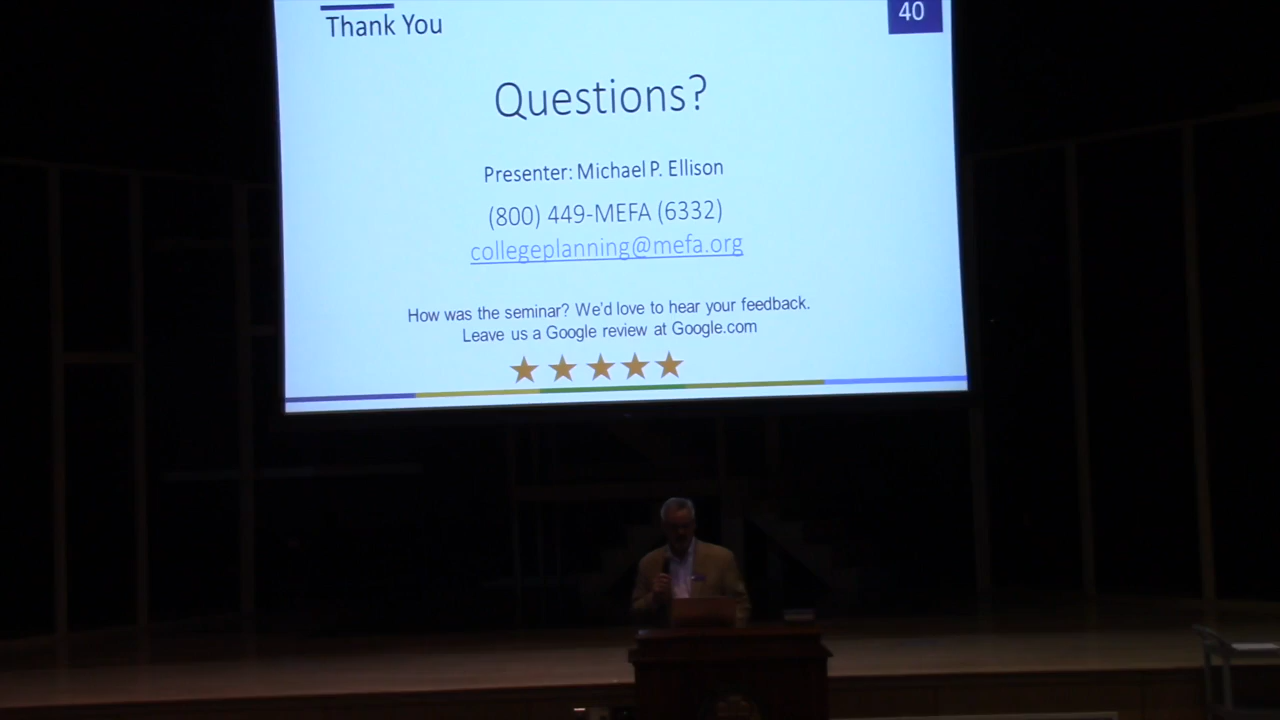 Thank You
40
Questions?
Presenter: Michael P. Ellison
(800) 449-MEFA (6332)
collegeplanning@mefa.org
How was the seminar? We'd love to hear your feedback.
Leave us a Google review at Google.com